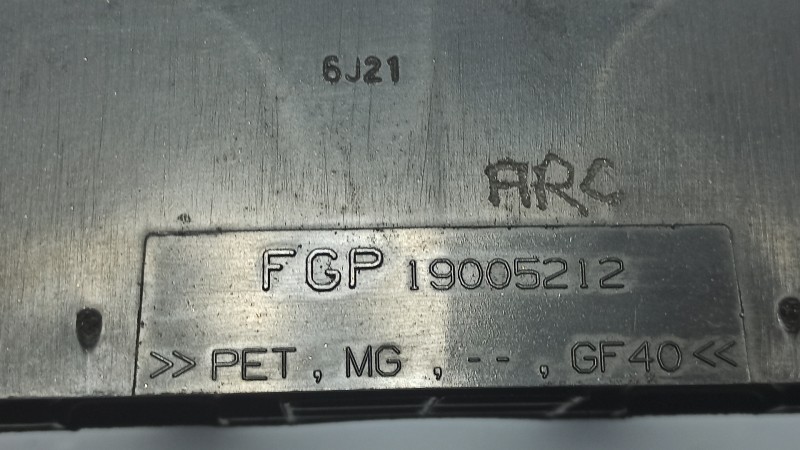 6J21
ARC
FGP 19005212
>> PET, MG, --, GF40 <<